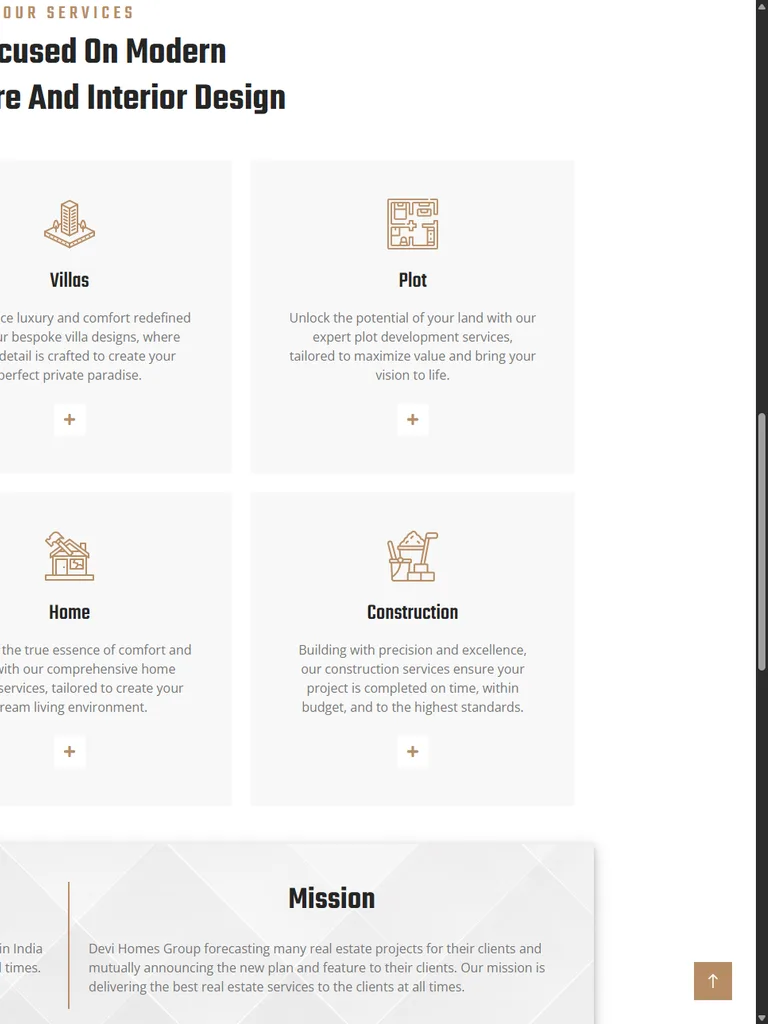 OUR SERVICES
cused On Modern
re And Interior Design
Villas
ce luxury and comfort redefined
ur bespoke villa designs, where
detail is crafted to create your
perfect private paradise.
+
Plot
Unlock the potential of your land with our
expert plot development services,
tailored to maximize value and bring your
vision to life.
+
Home
the true essence of comfort and
with our comprehensive home
services, tailored to create your
ream living environment.
+
Construction
Building with precision and excellence,
our construction services ensure your
project is completed on time, within
budget, and to the highest standards.
+
in India
l times.
Mission
Devi Homes Group forecasting many real estate projects for their clients and
mutually announcing the new plan and feature to their clients. Our mission is
delivering the best real estate services to the clients at all times.